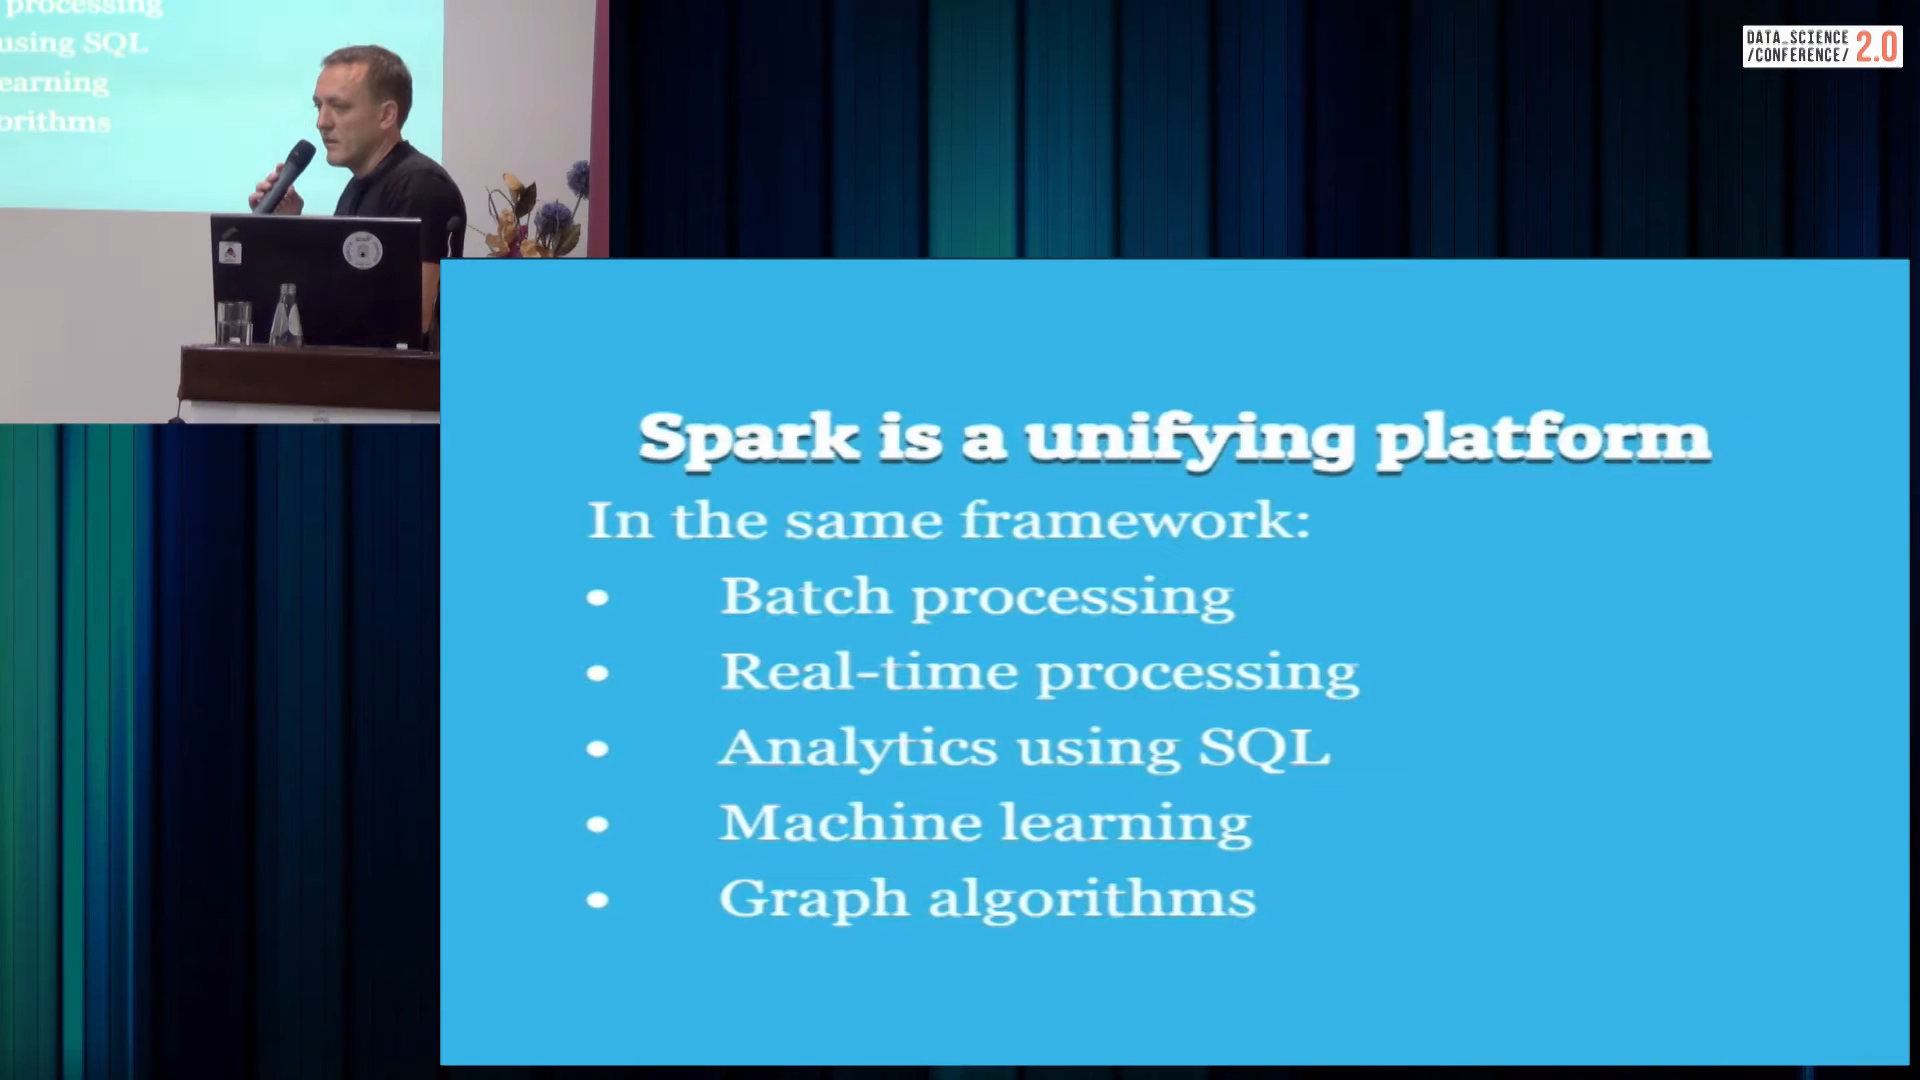 processing
using SQL
earning
orithms
DATA_SCIENCE
/CONFERENCE/ 2.0
Spark is a unifying platform
In the same framework:
• Batch processing
• Real-time processing
• Analytics using SQL
• Machine learning
• Graph algorithms